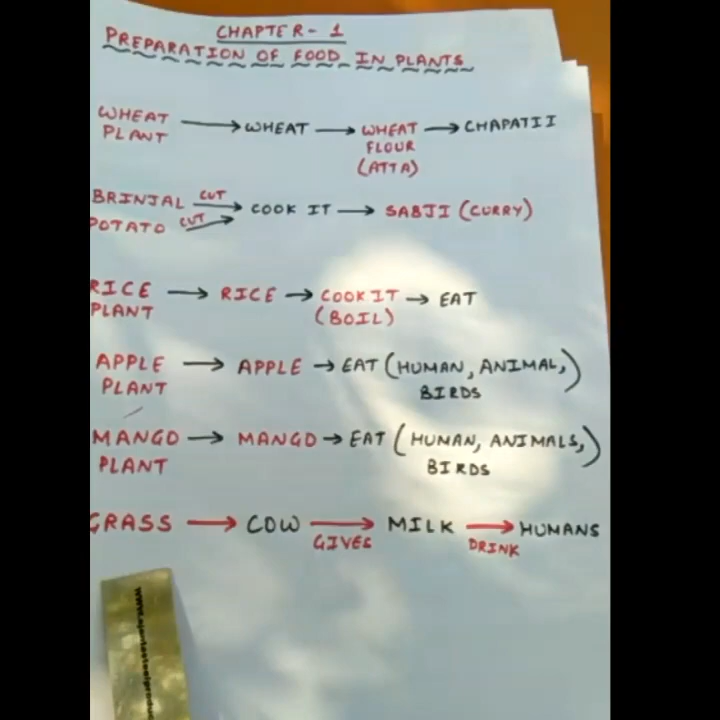 CHAPTER- 1
PREPARATION OF FOOD IN PLANTS
WHEAT PLANT → WHEAT → WHEAT FLOUR (ATTA) → CHAPATII
BRINJAL CUT → COOK IT → SABJI (CURRY)
POTATO CUT →
RICE PLANT → RICE → COOK IT (BOIL) → EAT
APPLE PLANT → APPLE → EAT (HUMAN, ANIMAL, BIRDS)
MANGO PLANT → MANGO → EAT (HUMAN, ANIMALS, BIRDS)
GRASS → COW → GIVES MILK → DRINK HUMANS